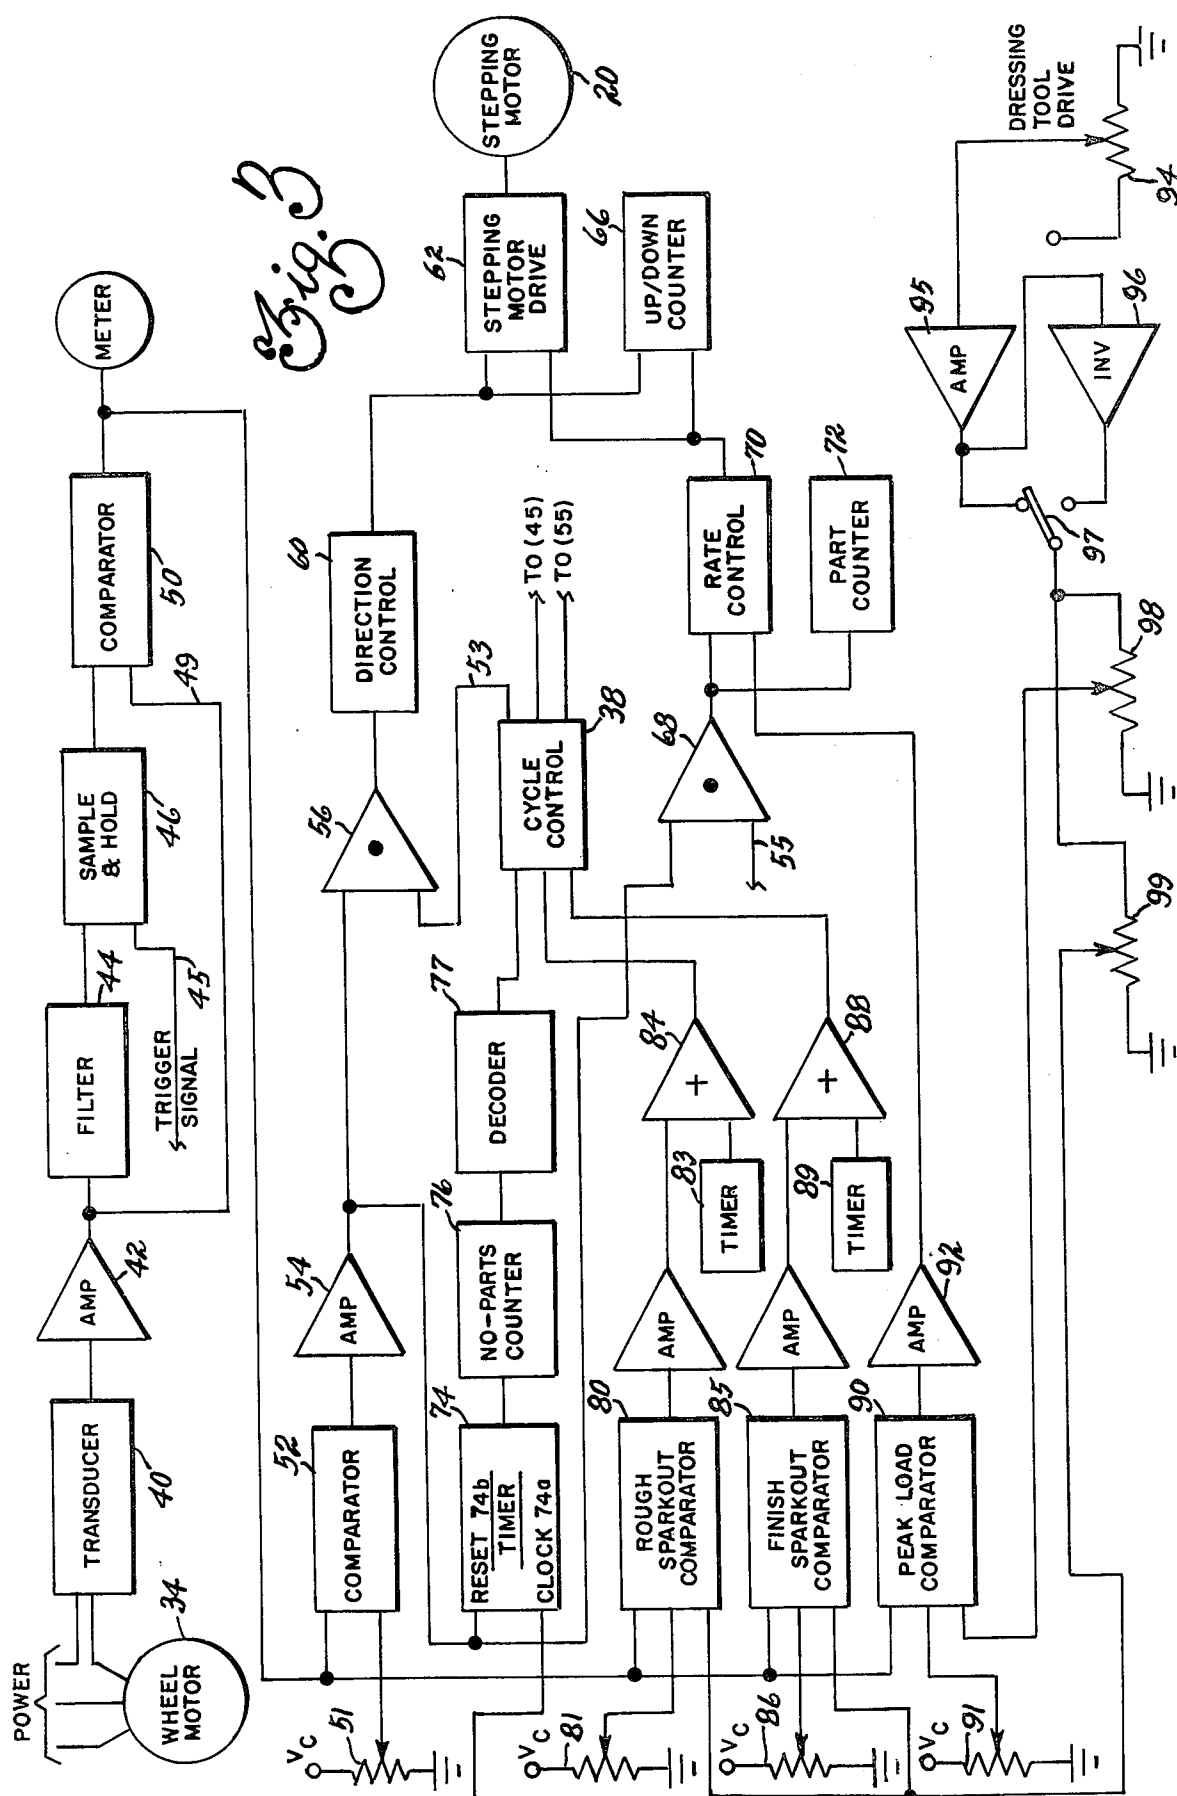 POWER
WHEEL
MOTOR
34
TRANSDUCER
40
AMP
42
FILTER
44
TRIGGER
SIGNAL
45
SAMPLE
& HOLD
46
49
COMPARATOR
50
METER
Fig. 3
VC
51
COMPARATOR
52
AMP
54
56
DIRECTION
CONTROL
60
53
STEPPING
MOTOR
DRIVE
62
STEPPING
MOTOR
20
UP/DOWN
COUNTER
66
RESET 74b
TIMER
CLOCK 74a
74
NO-PARTS
COUNTER
76
DECODER
77
CYCLE
CONTROL
38
TO (45)
TO (55)
55
68
RATE
CONTROL
70
PART
COUNTER
72
VC
81
ROUGH
SPARKOUT
COMPARATOR
80
AMP
TIMER
83
+
84
VC
86
FINISH
SPARKOUT
COMPARATOR
85
AMP
TIMER
89
+
88
VC
91
PEAK LOAD
COMPARATOR
90
AMP
92
99
98
97
AMP
95
INV
96
DRESSING
TOOL
DRIVE
94